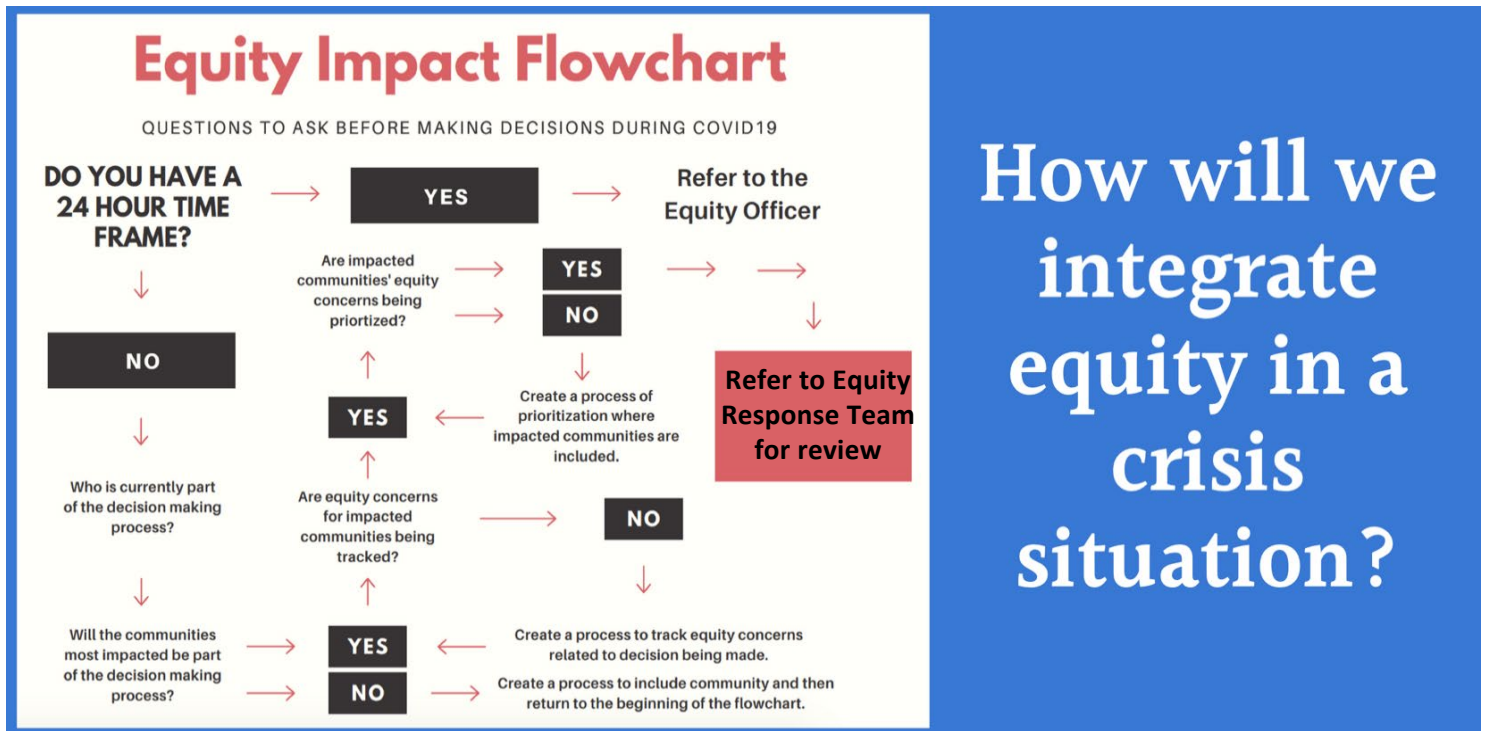 Equity Impact Flowchart
QUESTIONS TO ASK BEFORE MAKING DECISIONS DURING COVID19
DO YOU HAVE A
24 HOUR TIME
FRAME?
YES
Refer to the
Equity Officer
NO
Who is currently part
of the decision making
process?
Will the communities
most impacted be part
of the decision making
process?
YES
NO
Create a process to include community and then
return to the beginning of the flowchart.
Are equity concerns
for impacted
communities being
tracked?
NO
Create a process to track equity concerns
related to decision being made.
YES
Are impacted
communities' equity
concerns being
priortized?
YES
NO
Create a process of
prioritization where
impacted communities are
included.
Refer to Equity
Response Team
for review
How will we
integrate
equity in a
crisis
situation?